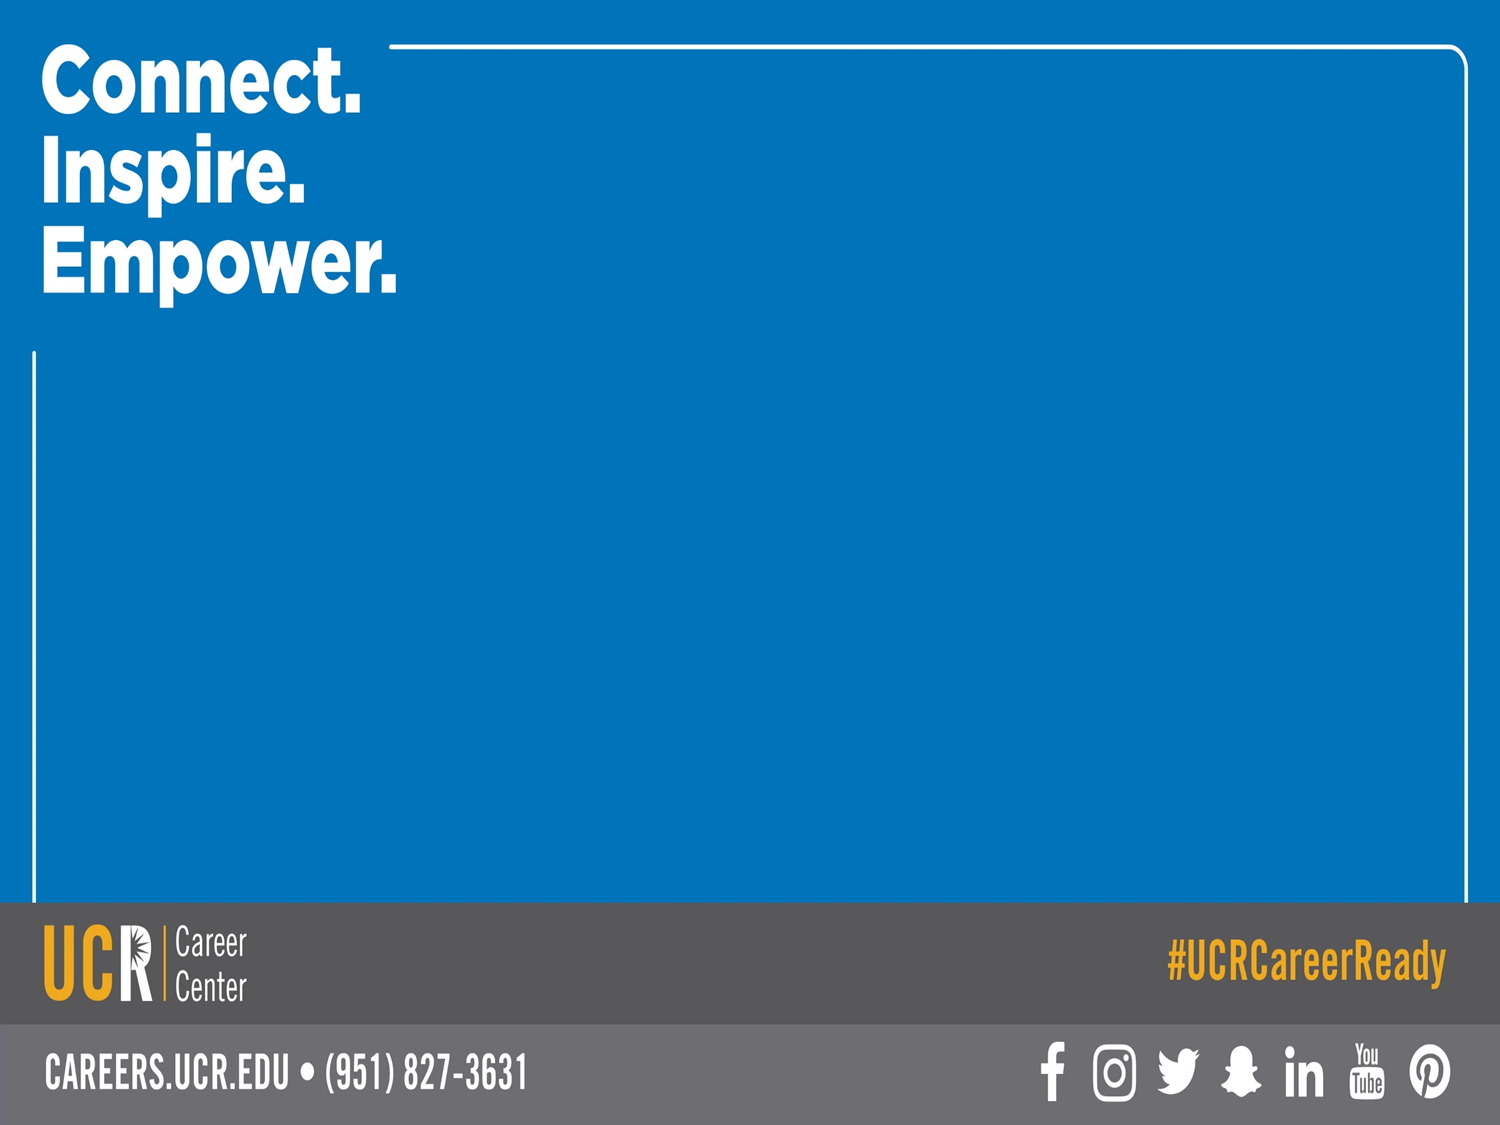 Connect.
Inspire.
Empower.
UCR Career
Center
#UCRCareerReady
CAREERS.UCR.EDU • (951) 827-3631
You
Tube